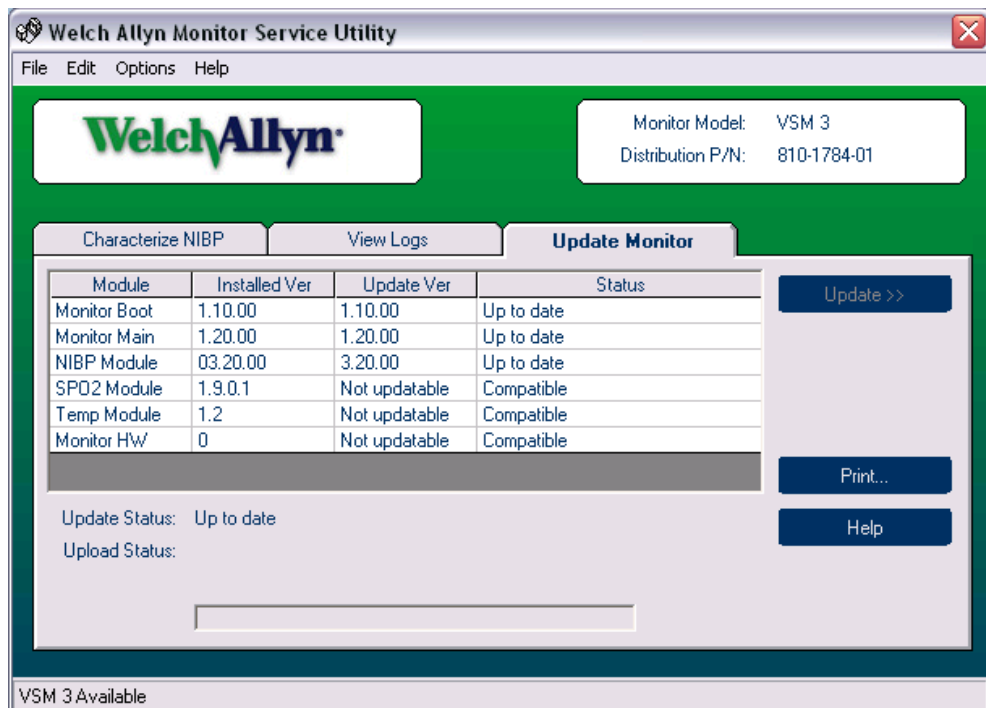 Welch Allyn Monitor Service Utility
File Edit Options Help
WelchAllyn
Monitor Model: VSM 3
Distribution P/N: 810-1784-01
Characterize NIBP View Logs Update Monitor
Module Installed Ver Update Ver Status
Monitor Boot 1.10.00 1.10.00 Up to date
Monitor Main 1.20.00 1.20.00 Up to date
NIBP Module 03.20.00 3.20.00 Up to date
SPO2 Module 1.9.0.1 Not updatable Compatible
Temp Module 1.2 Not updatable Compatible
Monitor HW 0 Not updatable Compatible
Update >>
Print...
Help
Update Status: Up to date
Upload Status:
VSM 3 Available